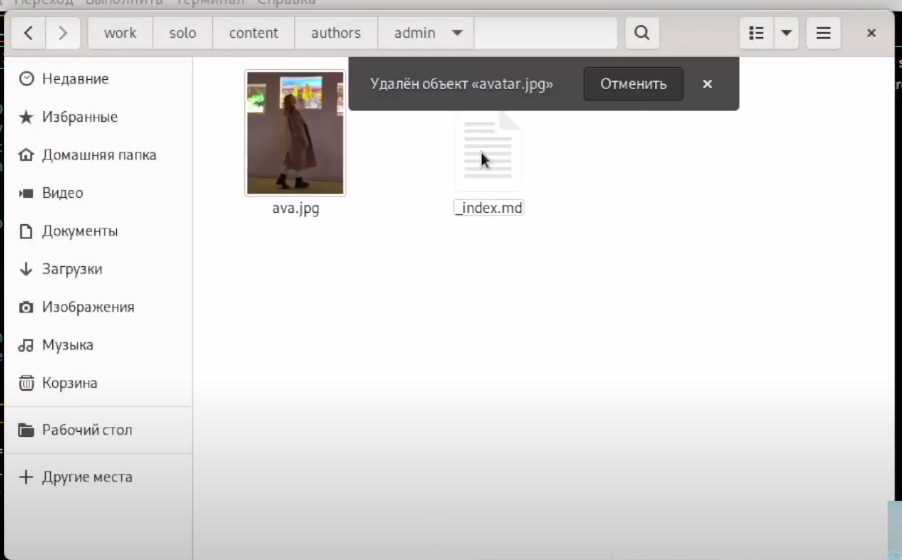 Переход Выполнить Терминал Справка
work solo content authors admin
Недавние
Избранные
Домашняя папка
Видео
Документы
Загрузки
Изображения
Музыка
Корзина
Рабочий стол
Другие места
Удалён объект «avatar.jpg» Отменить
ava.jpg _index.md